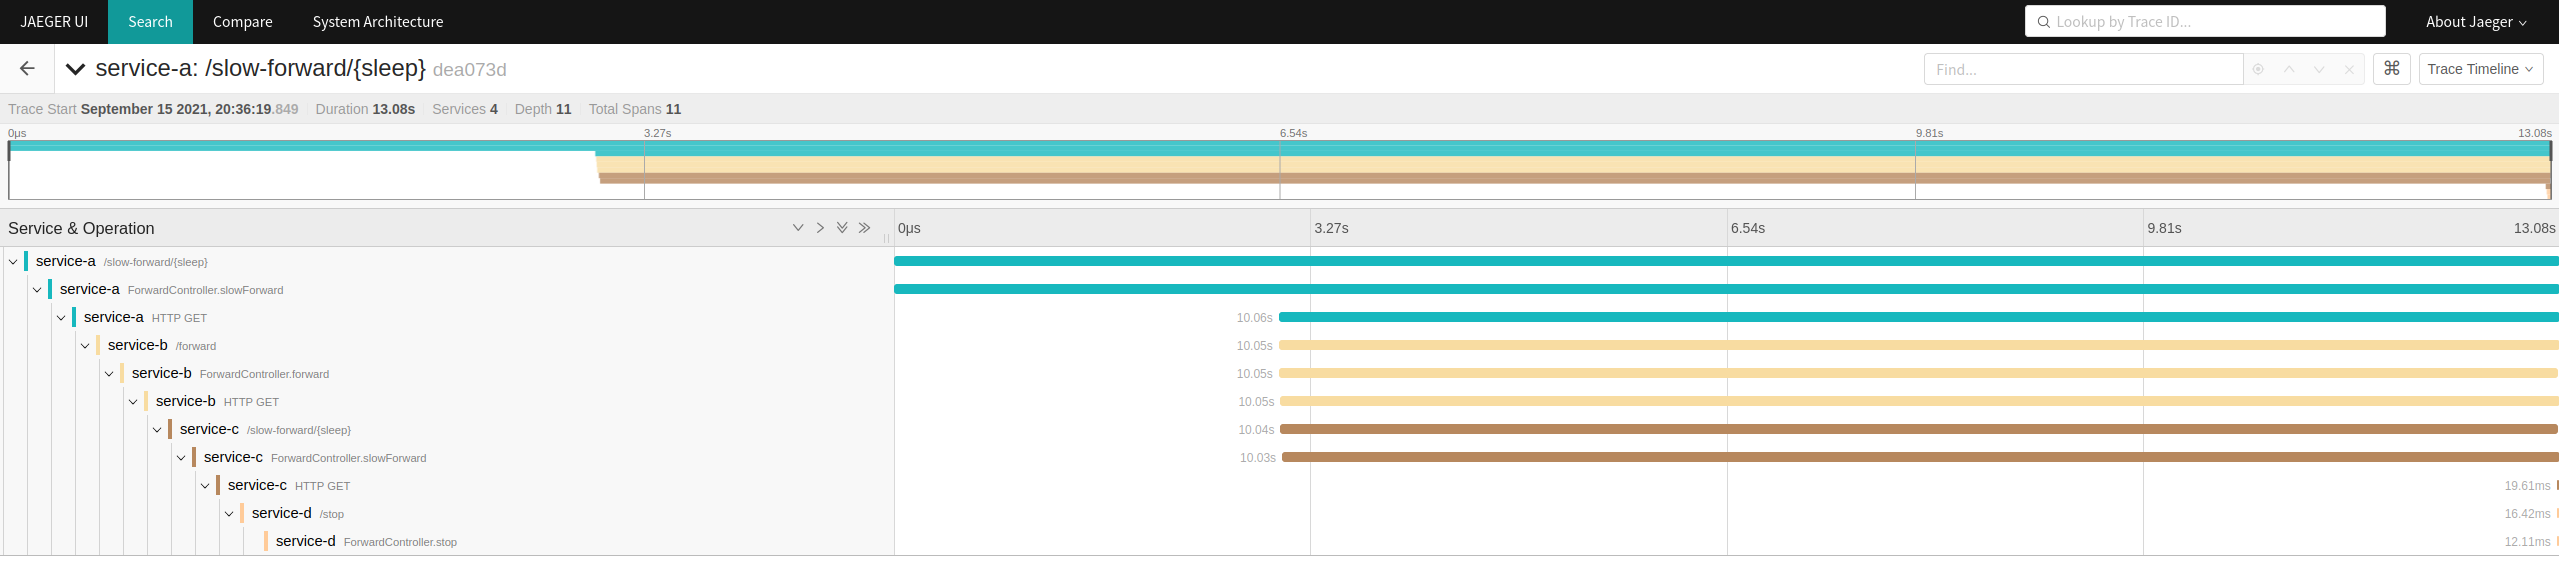 JAEGER UI Search Compare System Architecture Lookup by Trace ID... About Jaeger
service-a: /slow-forward/{sleep} dea073d Find... ⌘ Trace Timeline
Trace Start September 15 2021, 20:36:19.849 Duration 13.08s Services 4 Depth 11 Total Spans 11
0μs 3.27s 6.54s 9.81s 13.08s
Service & Operation 0μs 3.27s 6.54s 9.81s 13.08s
service-a /slow-forward/{sleep}
service-a ForwardController.slowForward
service-a HTTP GET 10.06s
service-b /forward 10.05s
service-b ForwardController.forward 10.05s
service-b HTTP GET 10.05s
service-c /slow-forward/{sleep} 10.04s
service-c ForwardController.slowForward 10.03s
service-c HTTP GET 19.61ms
service-d /stop 16.42ms
service-d ForwardController.stop 12.11ms